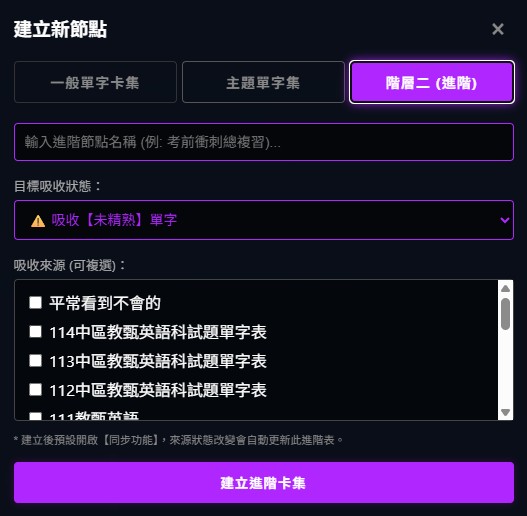 建立新節點
×
一般單字卡集
主題單字集
階層二 (進階)
輸入進階節點名稱 (例: 考前衝刺總複習)...
目標吸收狀態：
⚠️ 吸收【未精熟】單字
吸收來源 (可複選)：
平常看到不會的
114中區教甄英語科試題單字表
113中區教甄英語科試題單字表
112中區教甄英語科試題單字表
111教甄英語
* 建立後預設開啟【同步功能】，來源狀態改變會自動更新此進階表。
建立進階卡集